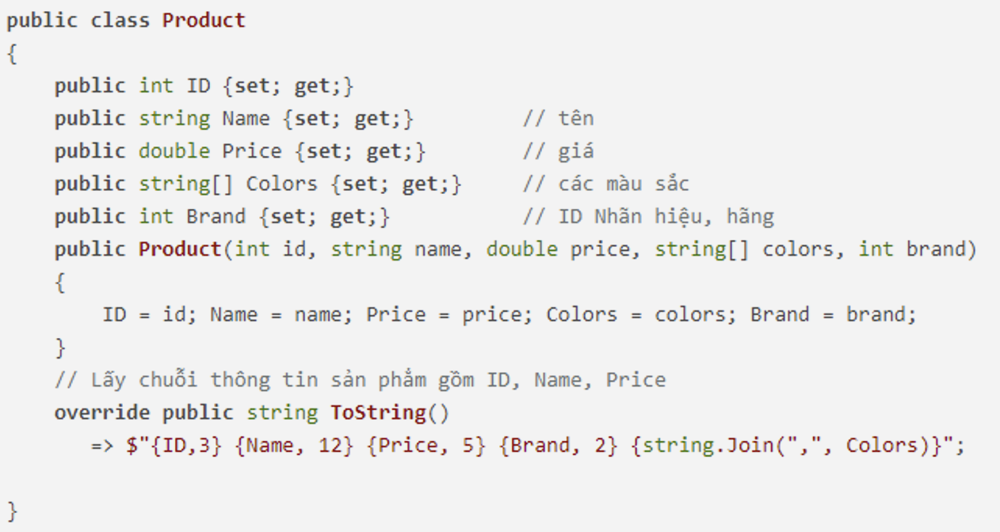 public class Product
{
    public int ID {set; get;}
    public string Name {set; get;}         // tên
    public double Price {set; get;}        // giá
    public string[] Colors {set; get;}     // các màu sắc
    public int Brand {set; get;}           // ID Nhãn hiệu, hãng
    public Product(int id, string name, double price, string[] colors, int brand)
    {
        ID = id; Name = name; Price = price; Colors = colors; Brand = brand;
    }
    // Lấy chuỗi thông tin sản phẳm gồm ID, Name, Price
    override public string ToString()
       => $"{ID,3} {Name, 12} {Price, 5} {Brand, 2} {string.Join(",", Colors)}";
}